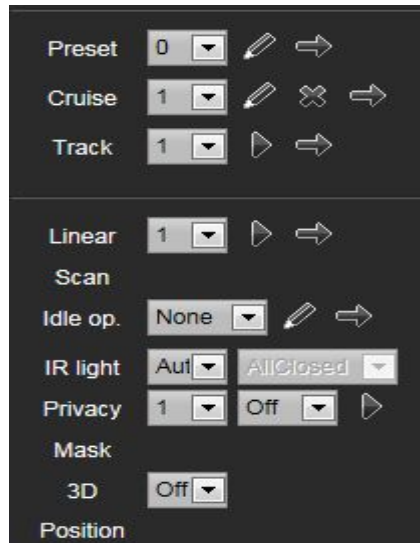 Preset 0
Cruise 1
Track 1
Linear 1
Scan
Idle op. None
IR light Aut AllClosed
Privacy 1 Off
Mask
3D Off
Position